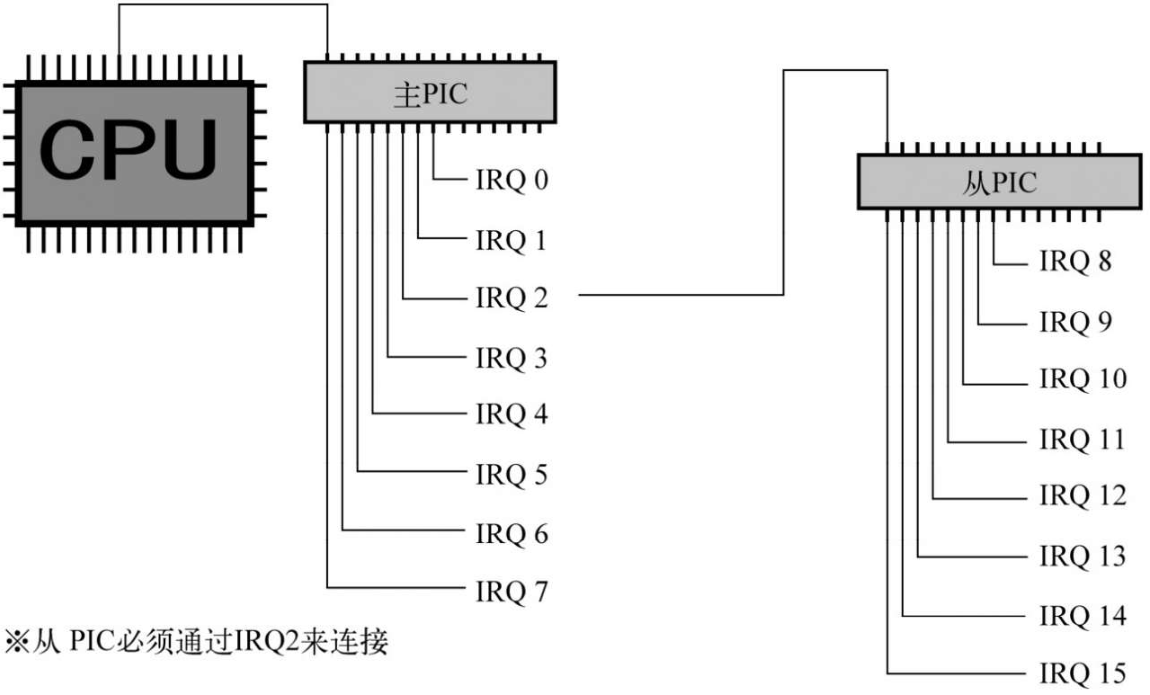 CPU
主PIC
IRQ 0
IRQ 1
IRQ 2
IRQ 3
IRQ 4
IRQ 5
IRQ 6
IRQ 7
从PIC
IRQ 8
IRQ 9
IRQ 10
IRQ 11
IRQ 12
IRQ 13
IRQ 14
IRQ 15
※从 PIC必须通过IRQ2来连接